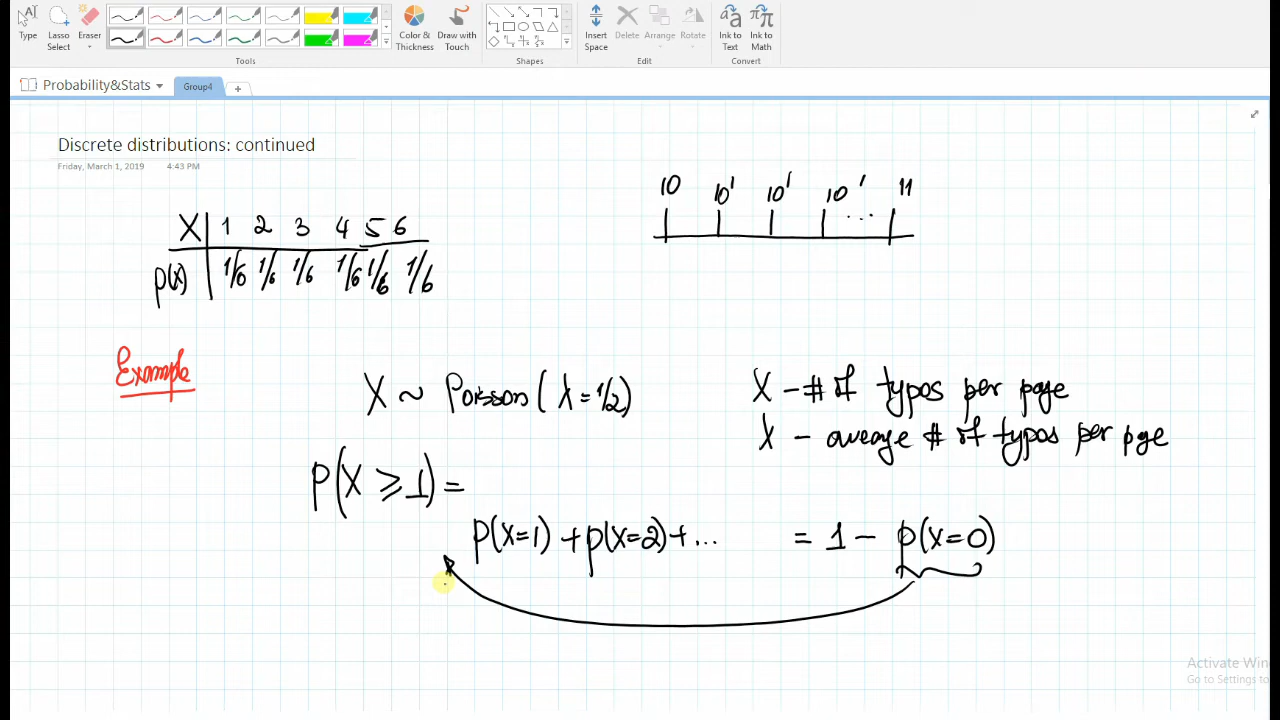 Type
Lasso Select
Eraser
Color & Thickness
Draw with Touch
Insert Space
Delete
Arrange
Rotate
Ink to Text
Ink to Math
Tools
Shapes
Edit
Convert
Probability&Stats
Group4
Discrete distributions: continued
Friday, March 1, 2019 4:43 PM
10 10' 10' 10' ... 11
X 1 2 3 4 5 6
p(x) 1/6 1/6 1/6 1/6 1/6 1/6
Example
X ~ Poisson(λ=1/2)
X - # of typos per page
λ - average # of typos per pge
P(X ≥ 1) =
p(X=1) + p(X=2) + ... = 1 - p(X=0)
Activate Win
Go to Settings to